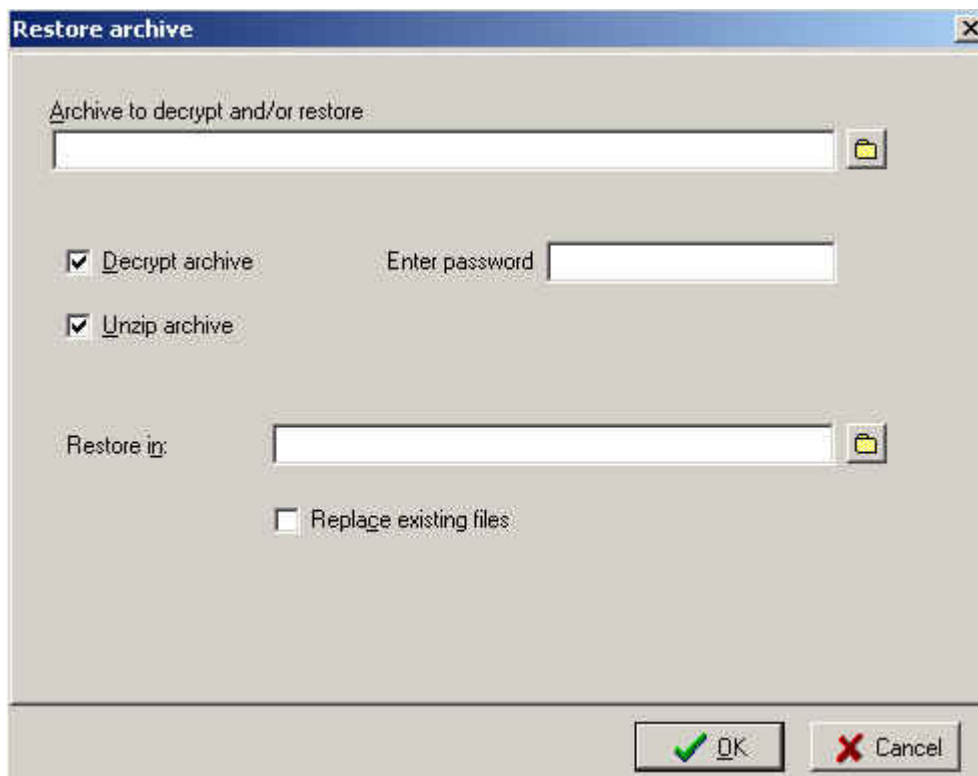 Restore archive
Archive to decrypt and/or restore
Decrypt archive
Enter password
Unzip archive
Restore in:
Replace existing files
OK
Cancel